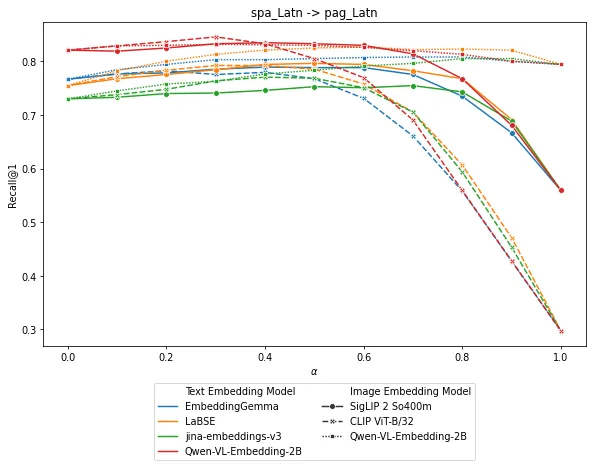 spa_Latn -> pag_Latn
Recall@1
0.8
0.7
0.6
0.5
0.4
0.3
0.0 0.2 0.4 0.6 0.8 1.0
α
Text Embedding Model Image Embedding Model
EmbeddingGemma SigLIP 2 So400m
LaBSE CLIP ViT-B/32
jina-embeddings-v3 Qwen-VL-Embedding-2B
Qwen-VL-Embedding-2B